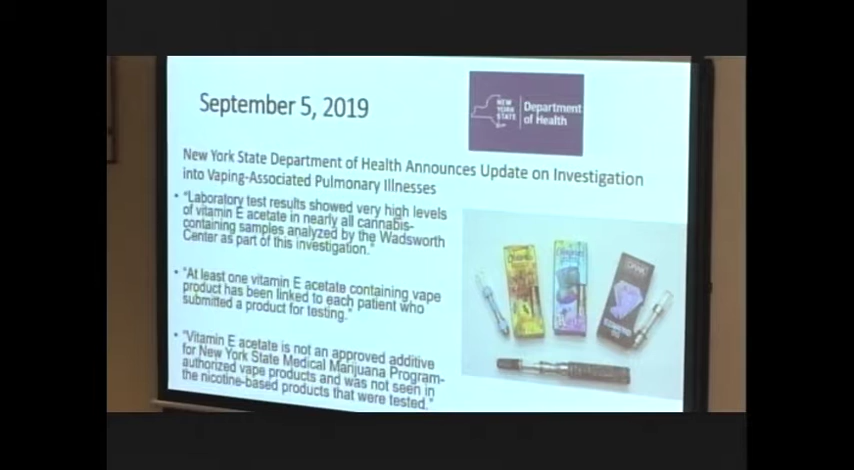 September 5, 2019
NEW
YORK
STATE
Department
of Health
New York State Department of Health Announces Update on Investigation
into Vaping-Associated Pulmonary Illnesses
• "Laboratory test results showed very high levels
of vitamin E acetate in nearly all cannabis-
containing samples analyzed by the Wadsworth
Center as part of this investigation."
• "At least one vitamin E acetate containing vape
product has been linked to each patient who
submitted a product for testing."
• "Vitamin E acetate is not an approved additive
for New York State Medical Marijuana Program-
authorized vape products and was not seen in
the nicotine-based products that were tested."